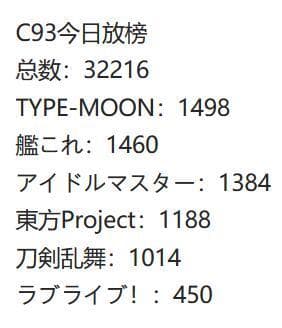 C93今日放榜
总数：32216
TYPE-MOON：1498
艦これ：1460
アイドルマスター：1384
東方Project：1188
刀剣乱舞：1014
ラブライブ！：450